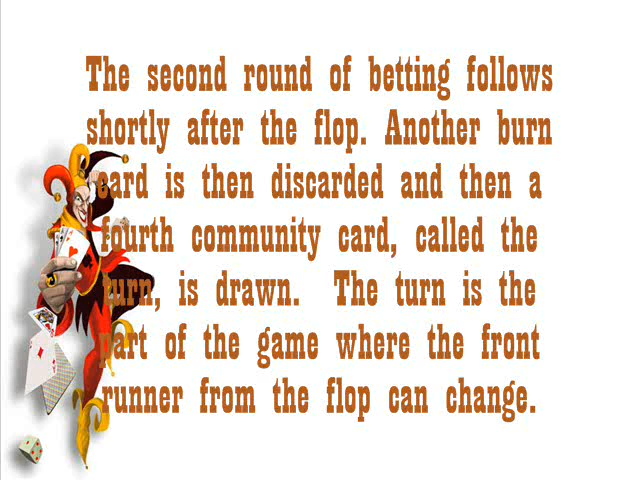 The second round of betting follows
shortly after the flop. Another burn
card is then discarded and then a
fourth community card, called the
turn, is drawn. The turn is the
part of the game where the front
runner from the flop can change.